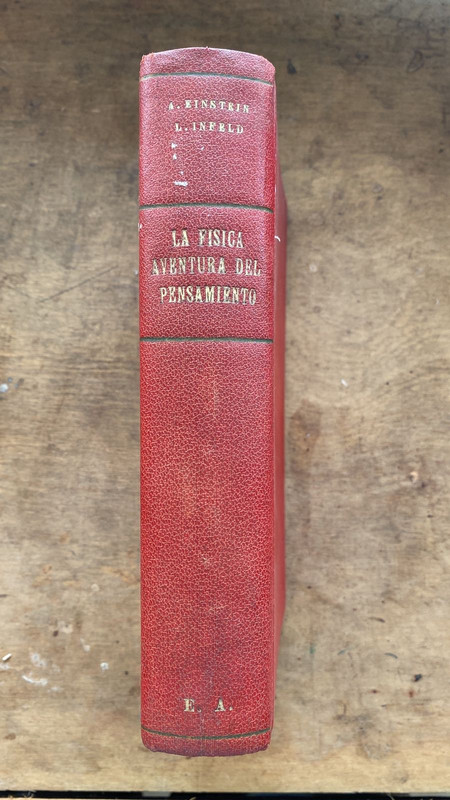 A. EINSTEIN
L. INFELD
LA FISICA
AVENTURA DEL
PENSAMIENTO
E. A.